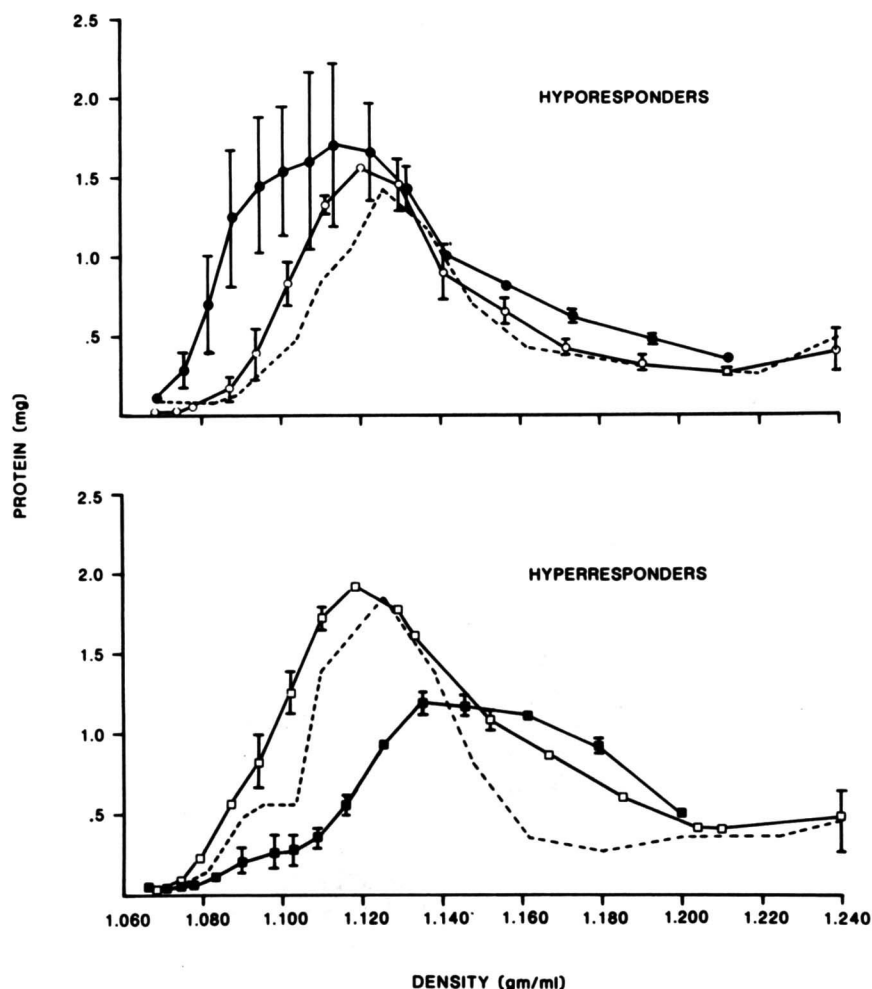 2.5
HYPORESPONDERS
2.0
1.5
1.0
.5
PROTEIN (mg)
2.5
HYPERRESPONDERS
2.0
1.5
1.0
.5
1.060 1.080 1.100 1.120 1.140 1.160 1.180 1.200 1.220 1.240
DENSITY (gm/ml)